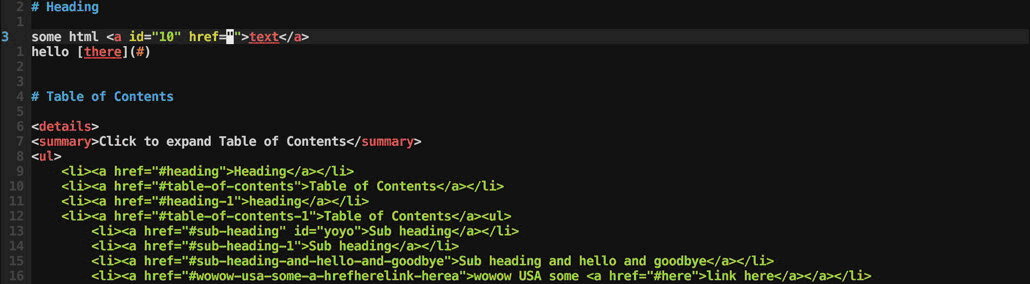 2 # Heading
1
3 some html <a id="10" href="">text</a>
1 hello [there](#)
2
3
4 # Table of Contents
5
6 <details>
7 <summary>Click to expand Table of Contents</summary>
8 <ul>
9 <li><a href="#heading">Heading</a></li>
10 <li><a href="#table-of-contents">Table of Contents</a></li>
11 <li><a href="#heading-1">heading</a></li>
12 <li><a href="#table-of-contents-1">Table of Contents</a><ul>
13 <li><a href="#sub-heading" id="yoyo">Sub heading</a></li>
14 <li><a href="#sub-heading-1">Sub heading</a></li>
15 <li><a href="#sub-heading-and-hello-and-goodbye">Sub heading and hello and goodbye</a></li>
16 <li><a href="#wowow-usa-some-a-hrefherelink-herea">wowow USA some <a href="#here">link here</a></a></li>